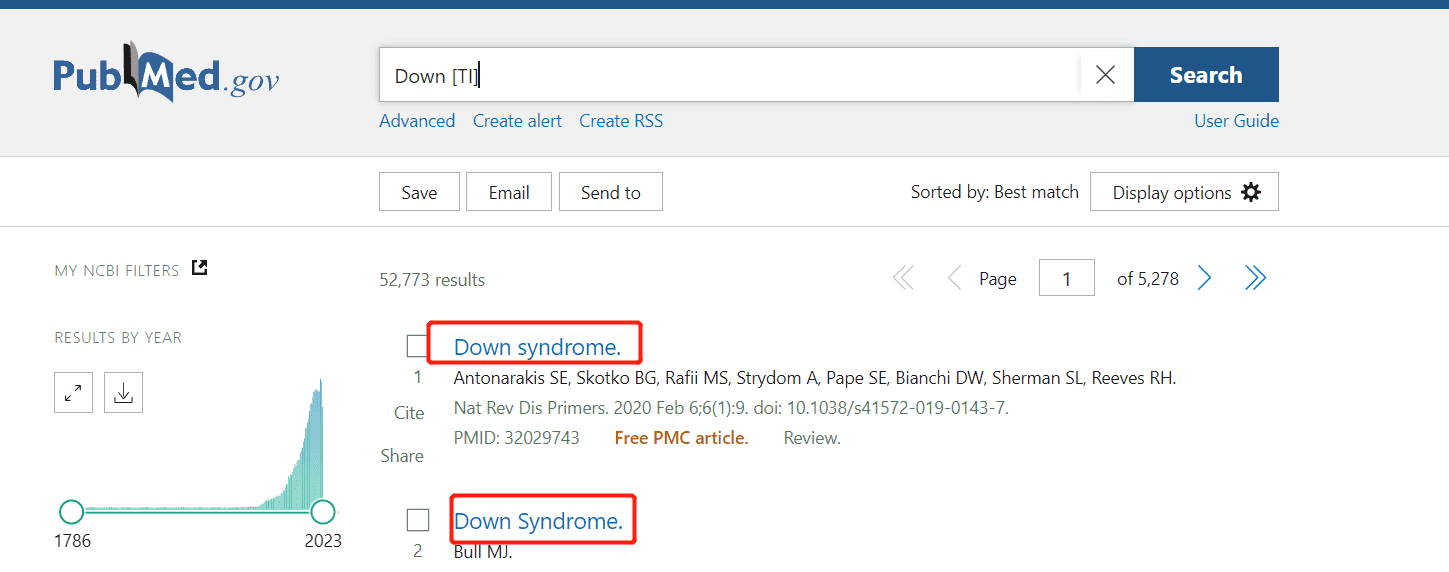 PubMed.gov
Down [TI]
Search
Advanced Create alert Create RSS
User Guide
Save Email Send to
Sorted by: Best match Display options
MY NCBI FILTERS
52,773 results
Page 1 of 5,278
RESULTS BY YEAR
Down syndrome.
1
Antonarakis SE, Skotko BG, Rafii MS, Strydom A, Pape SE, Bianchi DW, Sherman SL, Reeves RH.
Cite
Nat Rev Dis Primers. 2020 Feb 6;6(1):9. doi: 10.1038/s41572-019-0143-7.
PMID: 32029743 Free PMC article. Review.
Share
Down Syndrome.
1786 2023
2
Bull MJ.